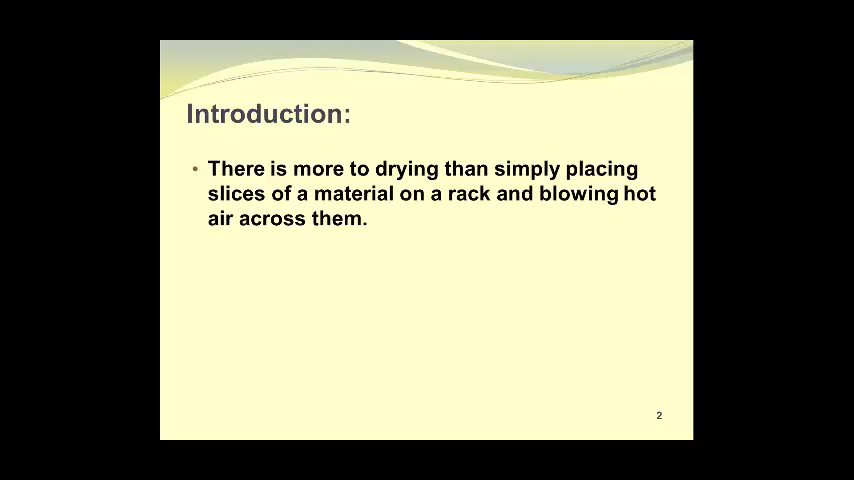 Introduction:
• There is more to drying than simply placing
slices of a material on a rack and blowing hot
air across them.
2